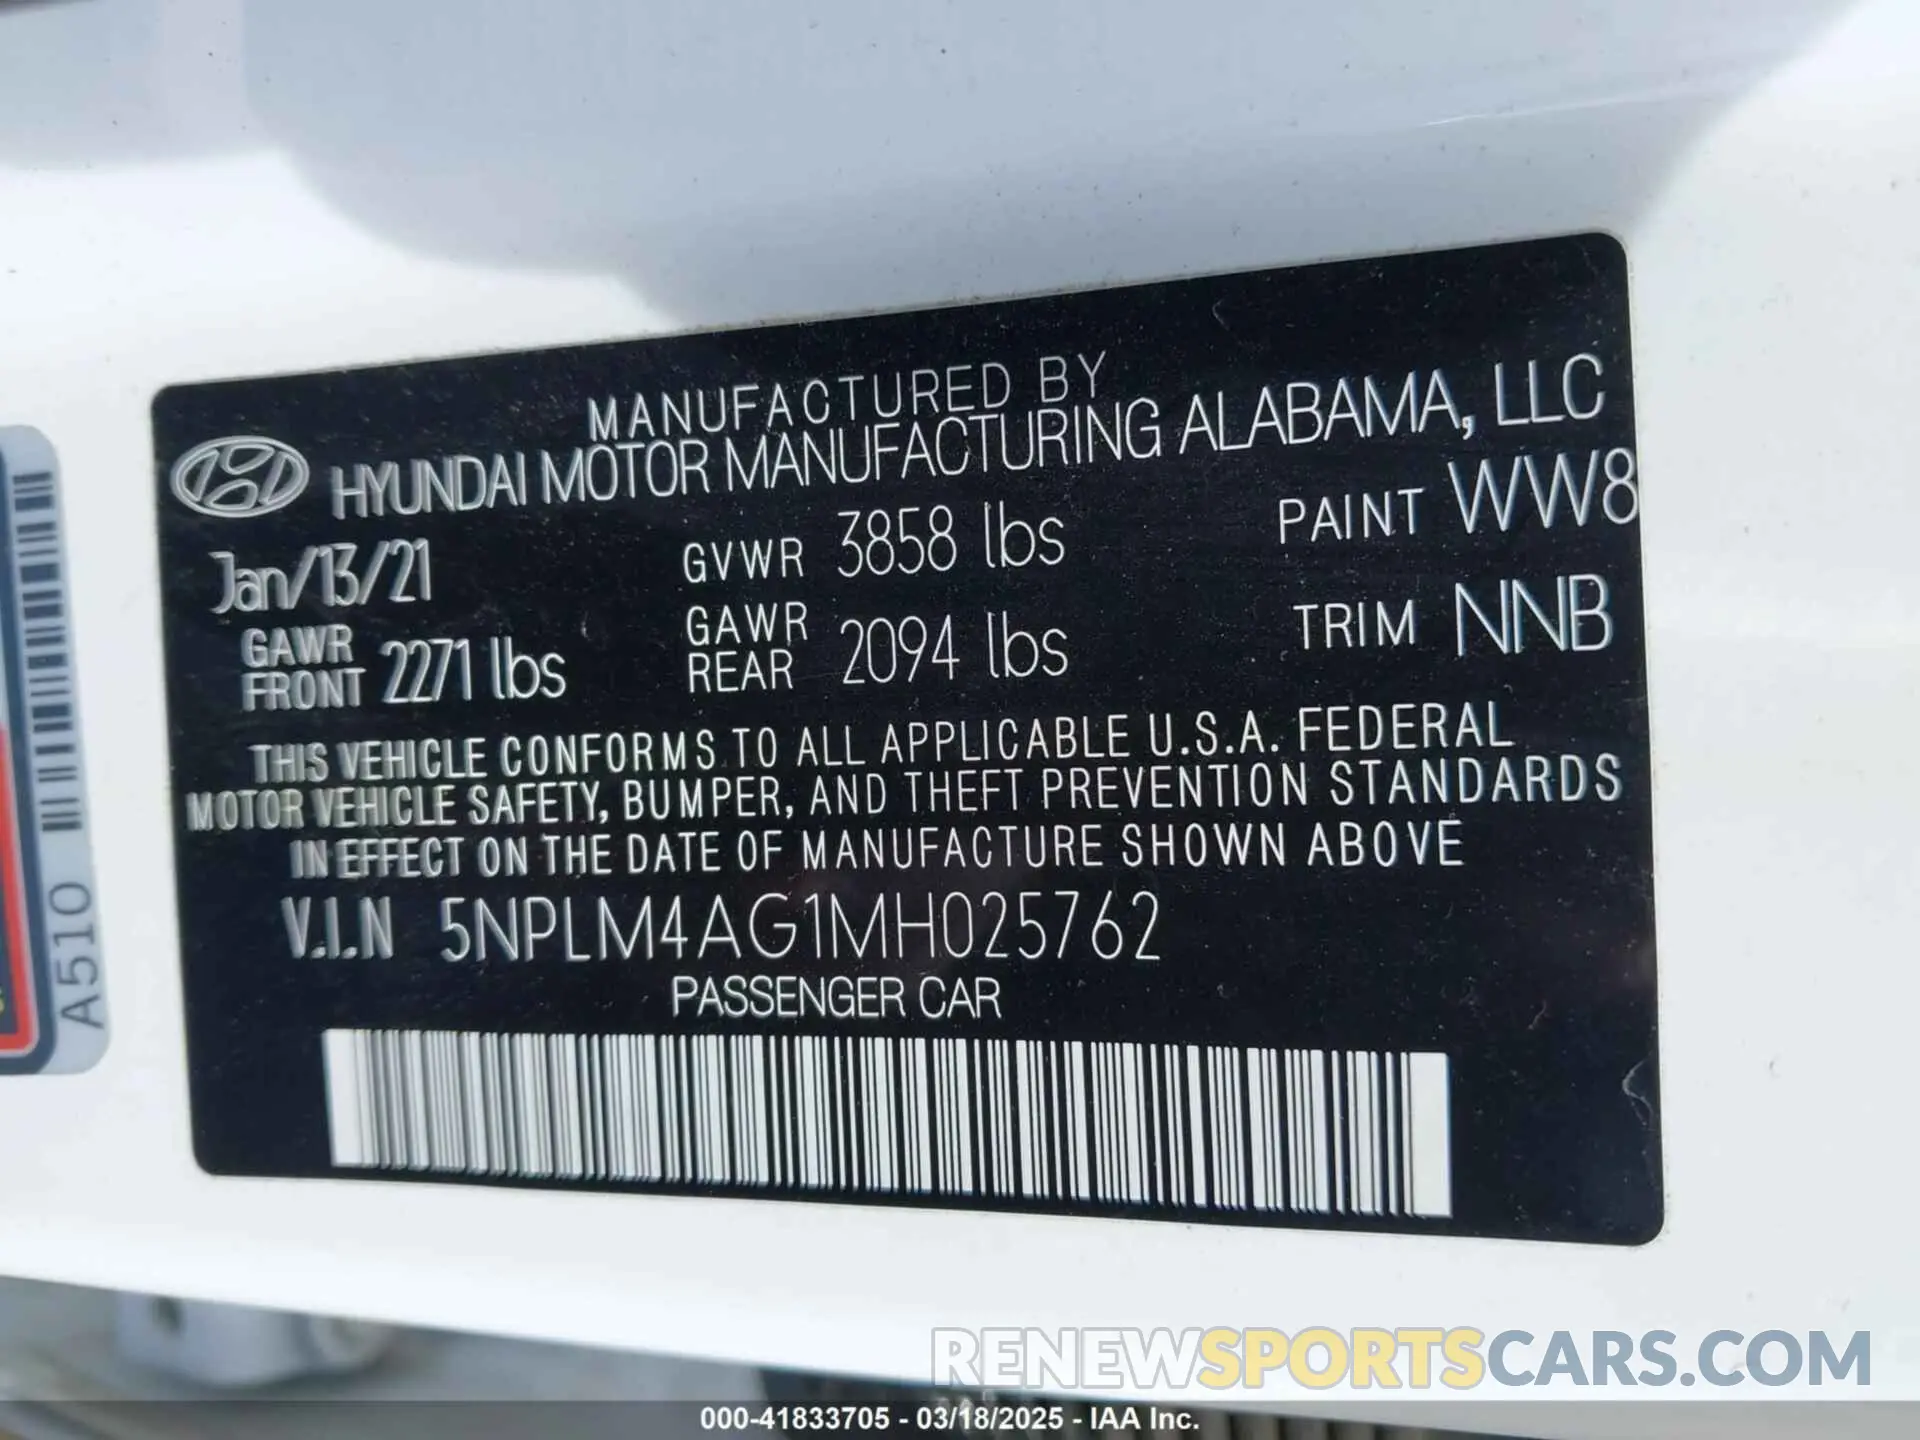 MANUFACTURED BY
HYUNDAI MOTOR MANUFACTURING ALABAMA, LLC
Jan/13/21 GVWR 3858 lbs PAINT WW8
GAWR FRONT 2271 lbs GAWR REAR 2094 lbs TRIM NNB
THIS VEHICLE CONFORMS TO ALL APPLICABLE U.S.A. FEDERAL
MOTOR VEHICLE SAFETY, BUMPER, AND THEFT PREVENTION STANDARDS
IN EFFECT ON THE DATE OF MANUFACTURE SHOWN ABOVE
V.I.N 5NPLM4AG1MH025762
PASSENGER CAR
A510
RENEWSPORTSCARS.COM
000-41833705 - 03/18/2025 - IAA Inc.